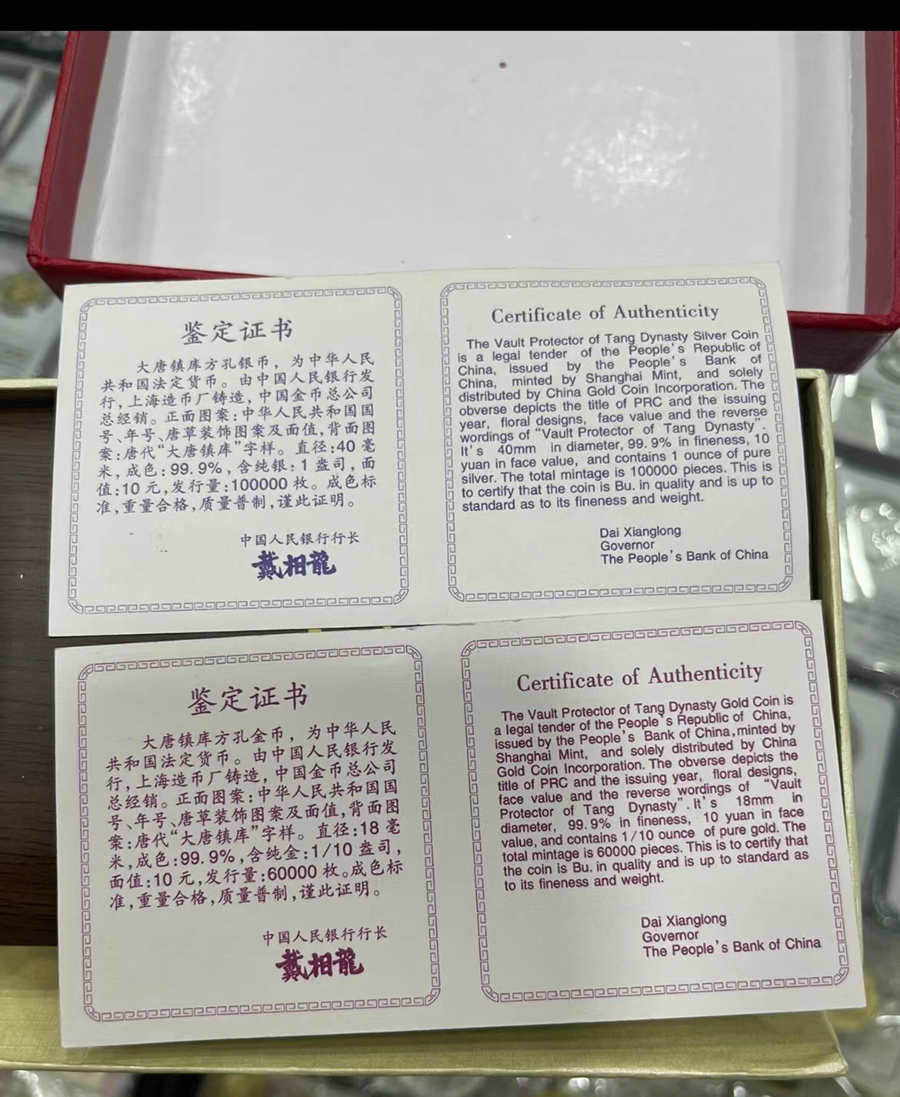 鉴定证书
大唐镇库方孔银币，为中华人民
共和国法定货币。由中国人民银行发
行，上海造币厂铸造，中国金币总公司
总经销。正面图案：中华人民共和国国
号、年号、唐草装饰图案及面值，背面图
案：唐代“大唐镇库”字样。直径：40毫
米，成色：99.9%，含纯银：1盎司，面
值：10元，发行量：100000枚。成色标
准，重量合格，质量普制，谨此证明。
中国人民银行行长
戴相龍
Certificate of Authenticity
The Vault Protector of Tang Dynasty Silver Coin
is a legal tender of the People's Republic of
China, issued by the People's Bank of
China, minted by Shanghai Mint, and solely
distributed by China Gold Coin Incorporation. The
obverse depicts the title of PRC and the issuing
year, floral designs, face value and the reverse
wordings of “Vault Protector of Tang Dynasty”.
It's 40mm in diameter, 99.9% in fineness, 10
yuan in face value, and contains 1 ounce of pure
silver. The total mintage is 100000 pieces. This is
to certify that the coin is Bu. in quality and is up to
standard as to its fineness and weight.
Dai Xianglong
Governor
The People's Bank of China
鉴定证书
大唐镇库方孔金币，为中华人民
共和国法定货币。由中国人民银行发
行，上海造币厂铸造，中国金币总公司
总经销。正面图案：中华人民共和国国
号、年号、唐草装饰图案及面值，背面图
案：唐代“大唐镇库”字样。直径：18毫
米，成色：99.9%，含纯金：1/10盎司，
面值：10元，发行量：60000枚。成色标
准，重量合格，质量普制，谨此证明。
中国人民银行行长
戴相龍
Certificate of Authenticity
The Vault Protector of Tang Dynasty Gold Coin is
a legal tender of the People's Republic of China,
issued by the People's Bank of China, minted by
Shanghai Mint, and solely distributed by China
Gold Coin Incorporation. The obverse depicts the
title of PRC and the issuing year, floral designs,
face value and the reverse wordings of “Vault
Protector of Tang Dynasty”. It's 18mm in
diameter, 99.9% in fineness, 10 yuan in face
value, and contains 1/10 ounce of pure gold. The
total mintage is 60000 pieces. This is to certify that
the coin is Bu. in quality and is up to standard as
to its fineness and weight.
Dai Xianglong
Governor
The People's Bank of China